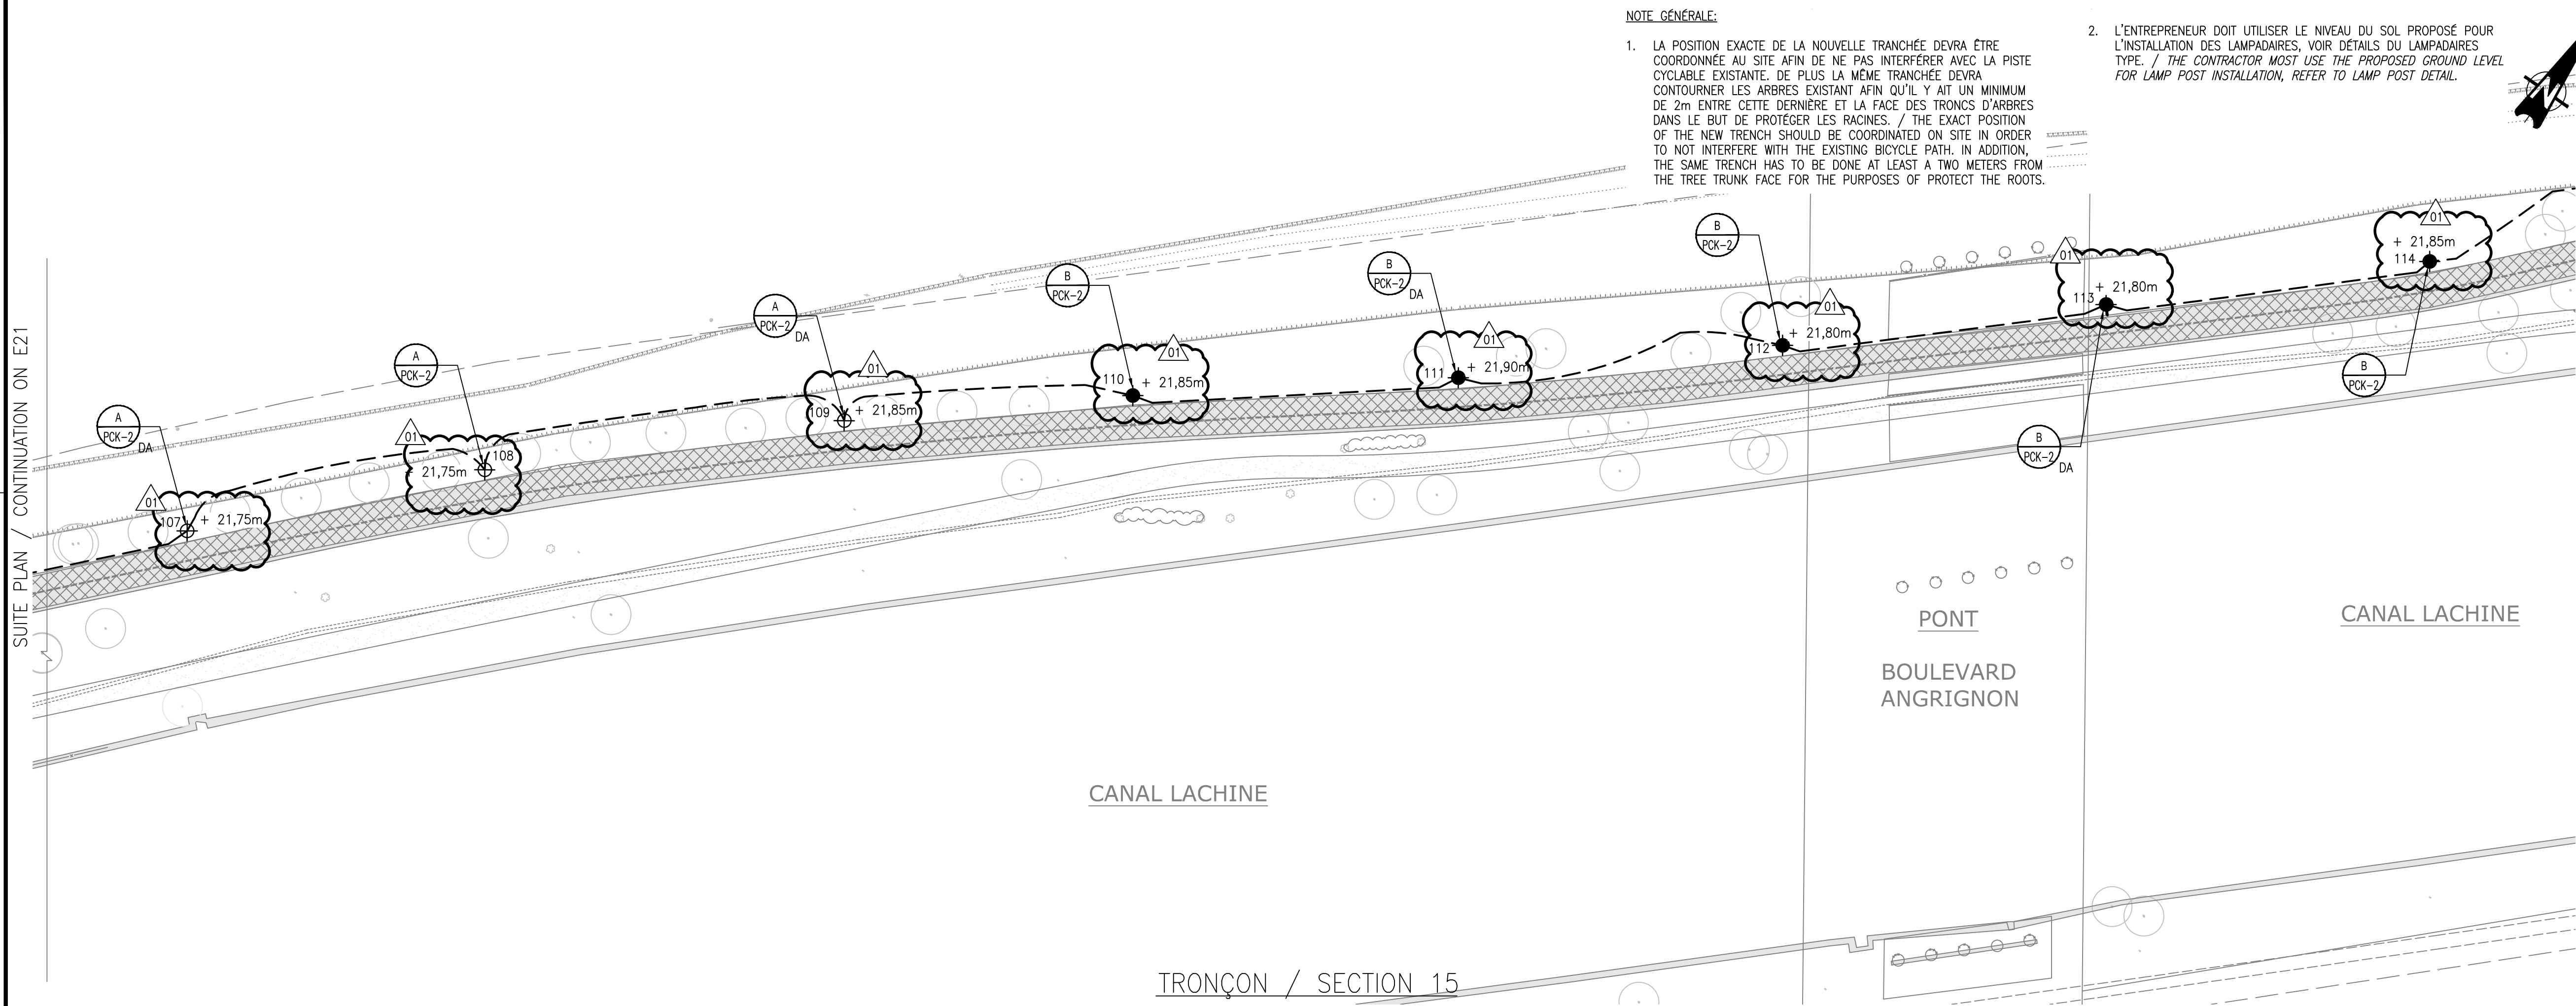 NOTE GÉNÉRALE:
1. LA POSITION EXACTE DE LA NOUVELLE TRANCHÉE DEVRA ÊTRE
COORDONNÉE AU SITE AFIN DE NE PAS INTERFÉRER AVEC LA PISTE
CYCLABLE EXISTANTE. DE PLUS LA MÊME TRANCHÉE DEVRA
CONTOURNER LES ARBRES EXISTANT AFIN QU'IL Y AIT UN MINIMUM
DE 2m ENTRE CETTE DERNIÈRE ET LA FACE DES TRONCS D'ARBRES
DANS LE BUT DE PROTÉGER LES RACINES. / THE EXACT POSITION
OF THE NEW TRENCH SHOULD BE COORDINATED ON SITE IN ORDER
TO NOT INTERFERE WITH THE EXISTING BICYCLE PATH. IN ADDITION,
THE SAME TRENCH HAS TO BE DONE AT LEAST A TWO METERS FROM
THE TREE TRUNK FACE FOR THE PURPOSES OF PROTECT THE ROOTS.
2. L'ENTREPRENEUR DOIT UTILISER LE NIVEAU DU SOL PROPOSÉ POUR
L'INSTALLATION DES LAMPADAIRES, VOIR DÉTAILS DU LAMPADAIRES
TYPE. / THE CONTRACTOR MOST USE THE PROPOSED GROUND LEVEL
FOR LAMP POST INSTALLATION, REFER TO LAMP POST DETAIL.
N
SUITE PLAN / CONTINUATION ON E21
A
PCK-2
DA
01
107
+ 21,75m
A
PCK-2
01
108
+ 21,75m
A
PCK-2
DA
01
109
+ 21,85m
B
PCK-2
01
110
+ 21,85m
B
PCK-2
DA
01
111
+ 21,90m
B
PCK-2
01
112
+ 21,80m
01
113
+ 21,80m
B
PCK-2
DA
01
114
+ 21,85m
B
PCK-2
PONT
BOULEVARD
ANGRIGNON
CANAL LACHINE
CANAL LACHINE
TRONÇON / SECTION 15